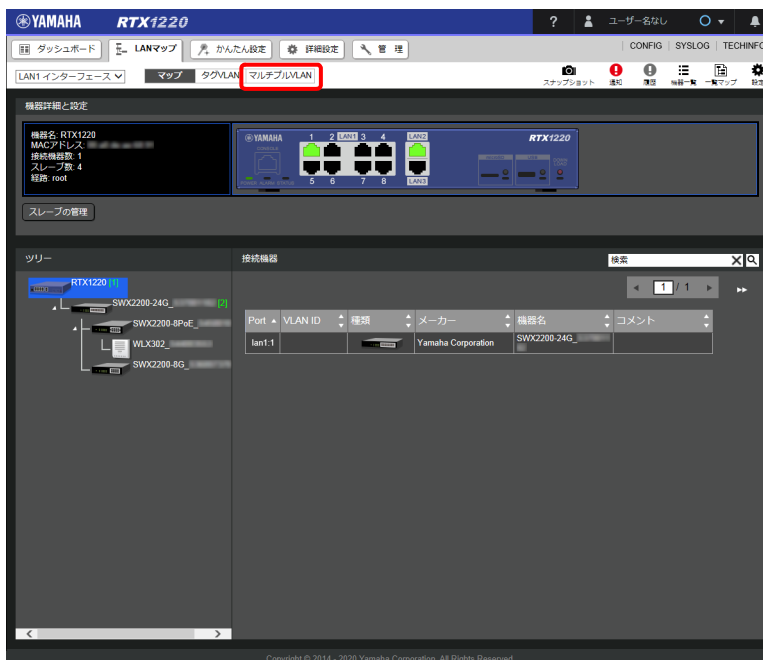 YAMAHA RTX1220 ? ユーザーなし
ダッシュボード LANマップ かんたん設定 詳細設定 管 理 CONFIG SYSLOG TECHINFO
LAN1 インターフェース マップ タグVLAN マルチプルVLAN スナップショット 通知 履歴 機器一覧 一覧マップ 設定
機器詳細と設定
機器名: RTX1220
MACアドレス:
接続機器数: 1
スレーブ数: 4
経路: root
YAMAHA 1 2 LAN1 3 4 LAN2 RTX1220
CONSOLE
POWER ALARM STATUS 5 6 7 8 LAN3
スレーブの管理
ツリー
RTX1220 [1]
SWX2200-24G_ [2]
SWX2200-8PoE_
WLX302_
SWX2200-8G_
接続機器 検索
1 / 1
Port VLAN ID 種類 メーカー 機器名 コメント
lan1:1 Yamaha Corporation SWX2200-24G_
Copyright © 2014 - 2020 Yamaha Corporation. All Rights Reserved.